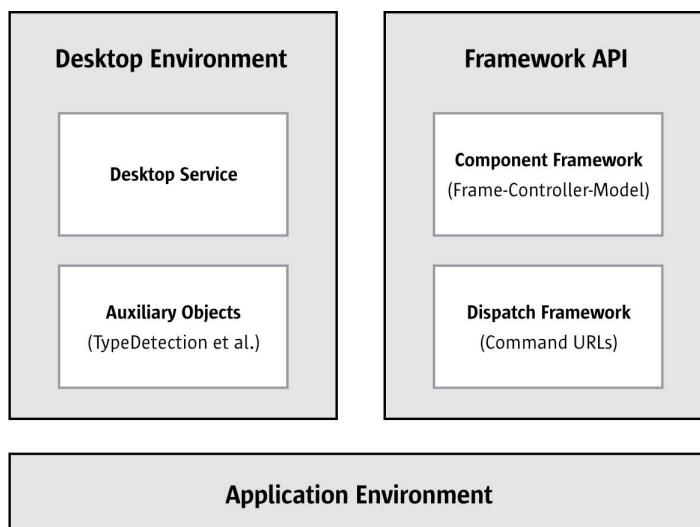 Desktop Environment
Desktop Service
Auxiliary Objects
(TypeDetection et al.)
Framework API
Component Framework
(Frame-Controller-Model)
Dispatch Framework
(Command URLs)
Application Environment